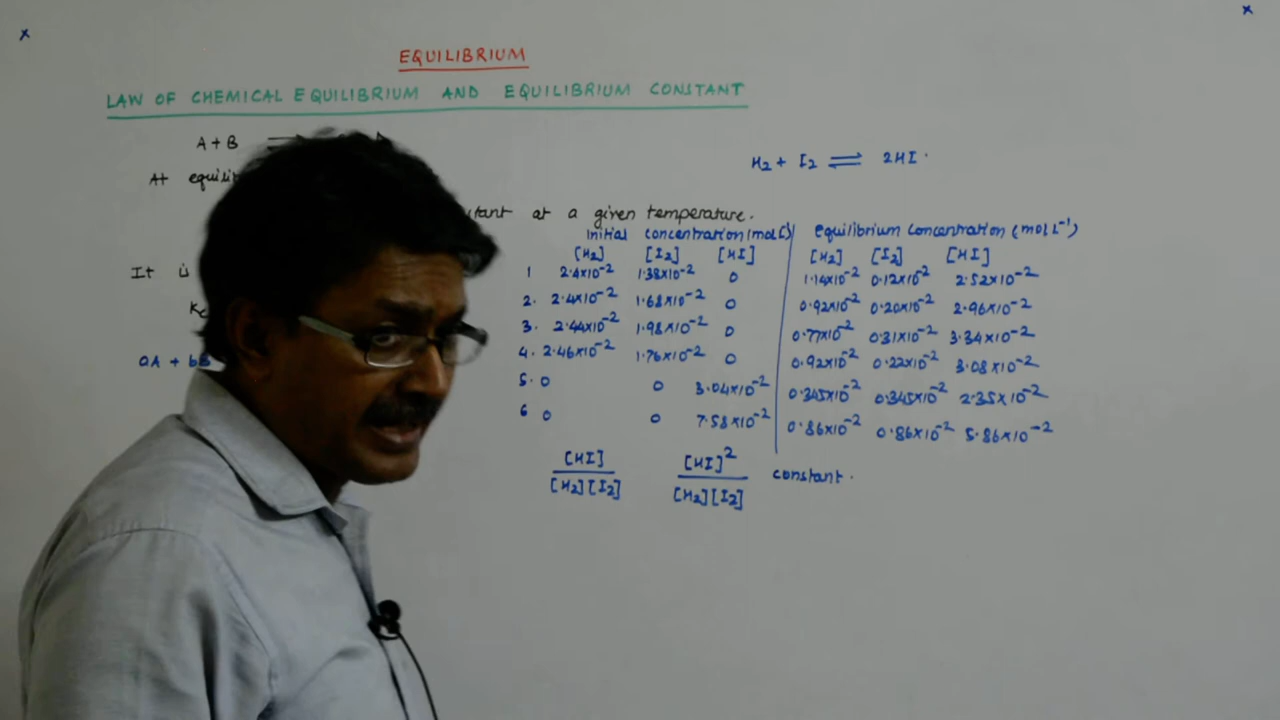 EQUILIBRIUM
LAW OF CHEMICAL EQUILIBRIUM AND EQUILIBRIUM CONSTANT
A + B
H₂ + I₂ ⇌ 2HI.
At
at a given temperature.
Initial concentration (mol L) equilibrium concentration (mol L⁻¹)
[H₂] [I₂] [HI] [H₂] [I₂] [HI]
1 2.4×10⁻² 1.38×10⁻² 0 1.14×10⁻² 0.12×10⁻² 2.52×10⁻²
2. 2.4×10⁻² 1.68×10⁻² 0 0.92×10⁻² 0.20×10⁻² 2.96×10⁻²
3. 2.44×10⁻² 1.98×10⁻² 0 0.77×10⁻² 0.31×10⁻² 3.34×10⁻²
4. 2.46×10⁻² 1.76×10⁻² 0 0.92×10⁻² 0.22×10⁻² 3.08×10⁻²
5. 0 0 3.04×10⁻² 0.345×10⁻² 0.345×10⁻² 2.35×10⁻²
6 0 0 7.58×10⁻² 0.86×10⁻² 0.86×10⁻² 5.86×10⁻²
It is
Kc
aA + bB
[HI] / [H₂][I₂] [HI]² / [H₂][I₂] constant.